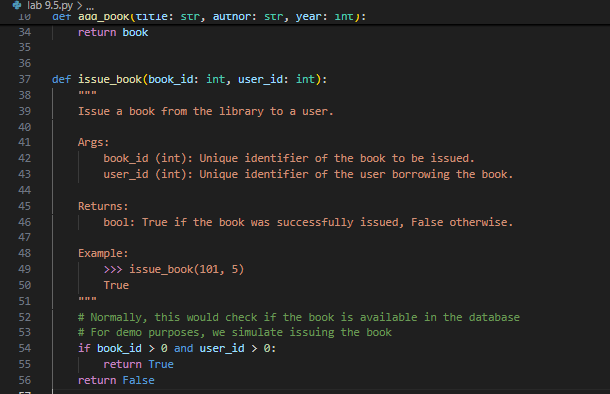 lab 9.5.py > ...
10 def add_book(title: str, author: str, year: int):
34     return book
35
36
37 def issue_book(book_id: int, user_id: int):
38     """
39     Issue a book from the library to a user.
40
41     Args:
42         book_id (int): Unique identifier of the book to be issued.
43         user_id (int): Unique identifier of the user borrowing the book.
44
45     Returns:
46         bool: True if the book was successfully issued, False otherwise.
47
48     Example:
49         >>> issue_book(101, 5)
50         True
51     """
52     # Normally, this would check if the book is available in the database
53     # For demo purposes, we simulate issuing the book
54     if book_id > 0 and user_id > 0:
55         return True
56     return False
57